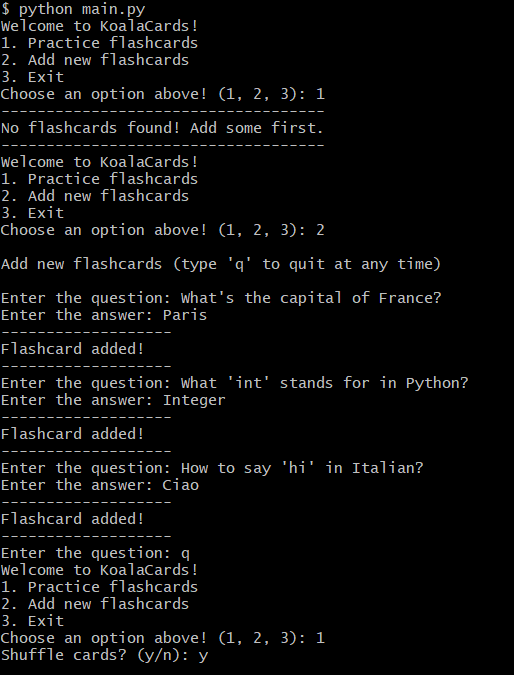 $ python main.py
Welcome to KoalaCards!
1. Practice flashcards
2. Add new flashcards
3. Exit
Choose an option above! (1, 2, 3): 1
------------------------------------
No flashcards found! Add some first.
------------------------------------
Welcome to KoalaCards!
1. Practice flashcards
2. Add new flashcards
3. Exit
Choose an option above! (1, 2, 3): 2
Add new flashcards (type 'q' to quit at any time)
Enter the question: What's the capital of France?
Enter the answer: Paris
-------------------
Flashcard added!
-------------------
Enter the question: What 'int' stands for in Python?
Enter the answer: Integer
-------------------
Flashcard added!
-------------------
Enter the question: How to say 'hi' in Italian?
Enter the answer: Ciao
-------------------
Flashcard added!
-------------------
Enter the question: q
Welcome to KoalaCards!
1. Practice flashcards
2. Add new flashcards
3. Exit
Choose an option above! (1, 2, 3): 1
Shuffle cards? (y/n): y